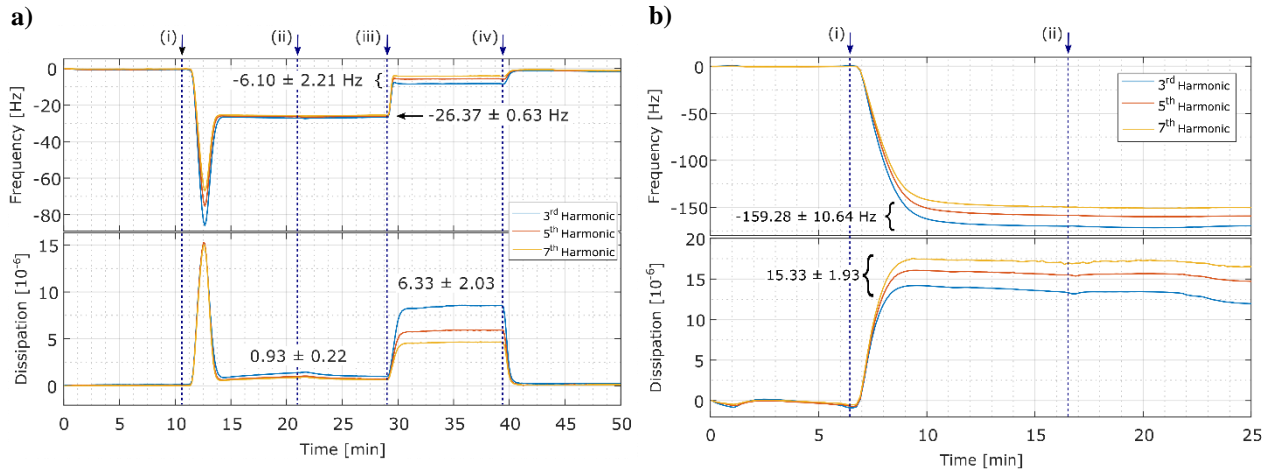 a)
(i)
(ii)
(iii)
(iv)
0
-20
-40
-60
-80
Frequency [Hz]
-6.10 ± 2.21 Hz {
-26.37 ± 0.63 Hz
3rd Harmonic
5th Harmonic
7th Harmonic
15
10
5
0
Dissipation [10-6]
0.93 ± 0.22
6.33 ± 2.03
0 5 10 15 20 25 30 35 40 45 50
Time [min]
b)
(i)
(ii)
0
-50
-100
-150
Frequency [Hz]
3rd Harmonic
5th Harmonic
7th Harmonic
-159.28 ± 10.64 Hz {
20
15
10
5
0
Dissipation [10-6]
15.33 ± 1.93 {
0 5 10 15 20 25
Time [min]